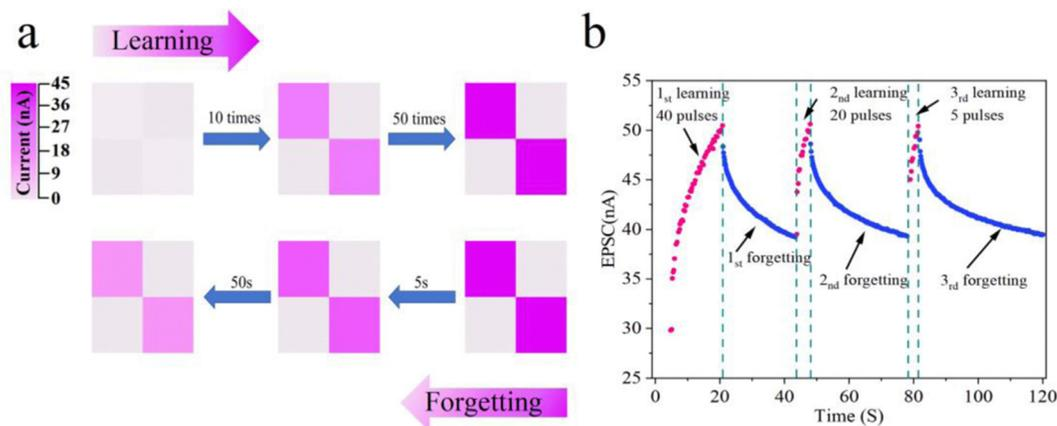 a
Learning
Current (nA)
45
36
27
18
9
0
10 times
50 times
50s
5s
Forgetting
b
EPSC(nA)
55
50
45
40
35
30
25
1st learning
40 pulses
2nd learning
20 pulses
3rd learning
5 pulses
1st forgetting
2nd forgetting
3rd forgetting
0 20 40 60 80 100 120
Time (S)